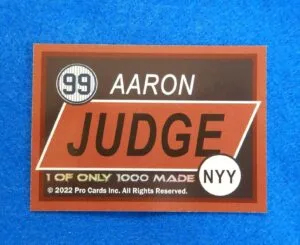 99
AARON
JUDGE
1 OF ONLY 1000 MADE
NYY
© 2022 Pro Cards Inc. All Rights Reserved.